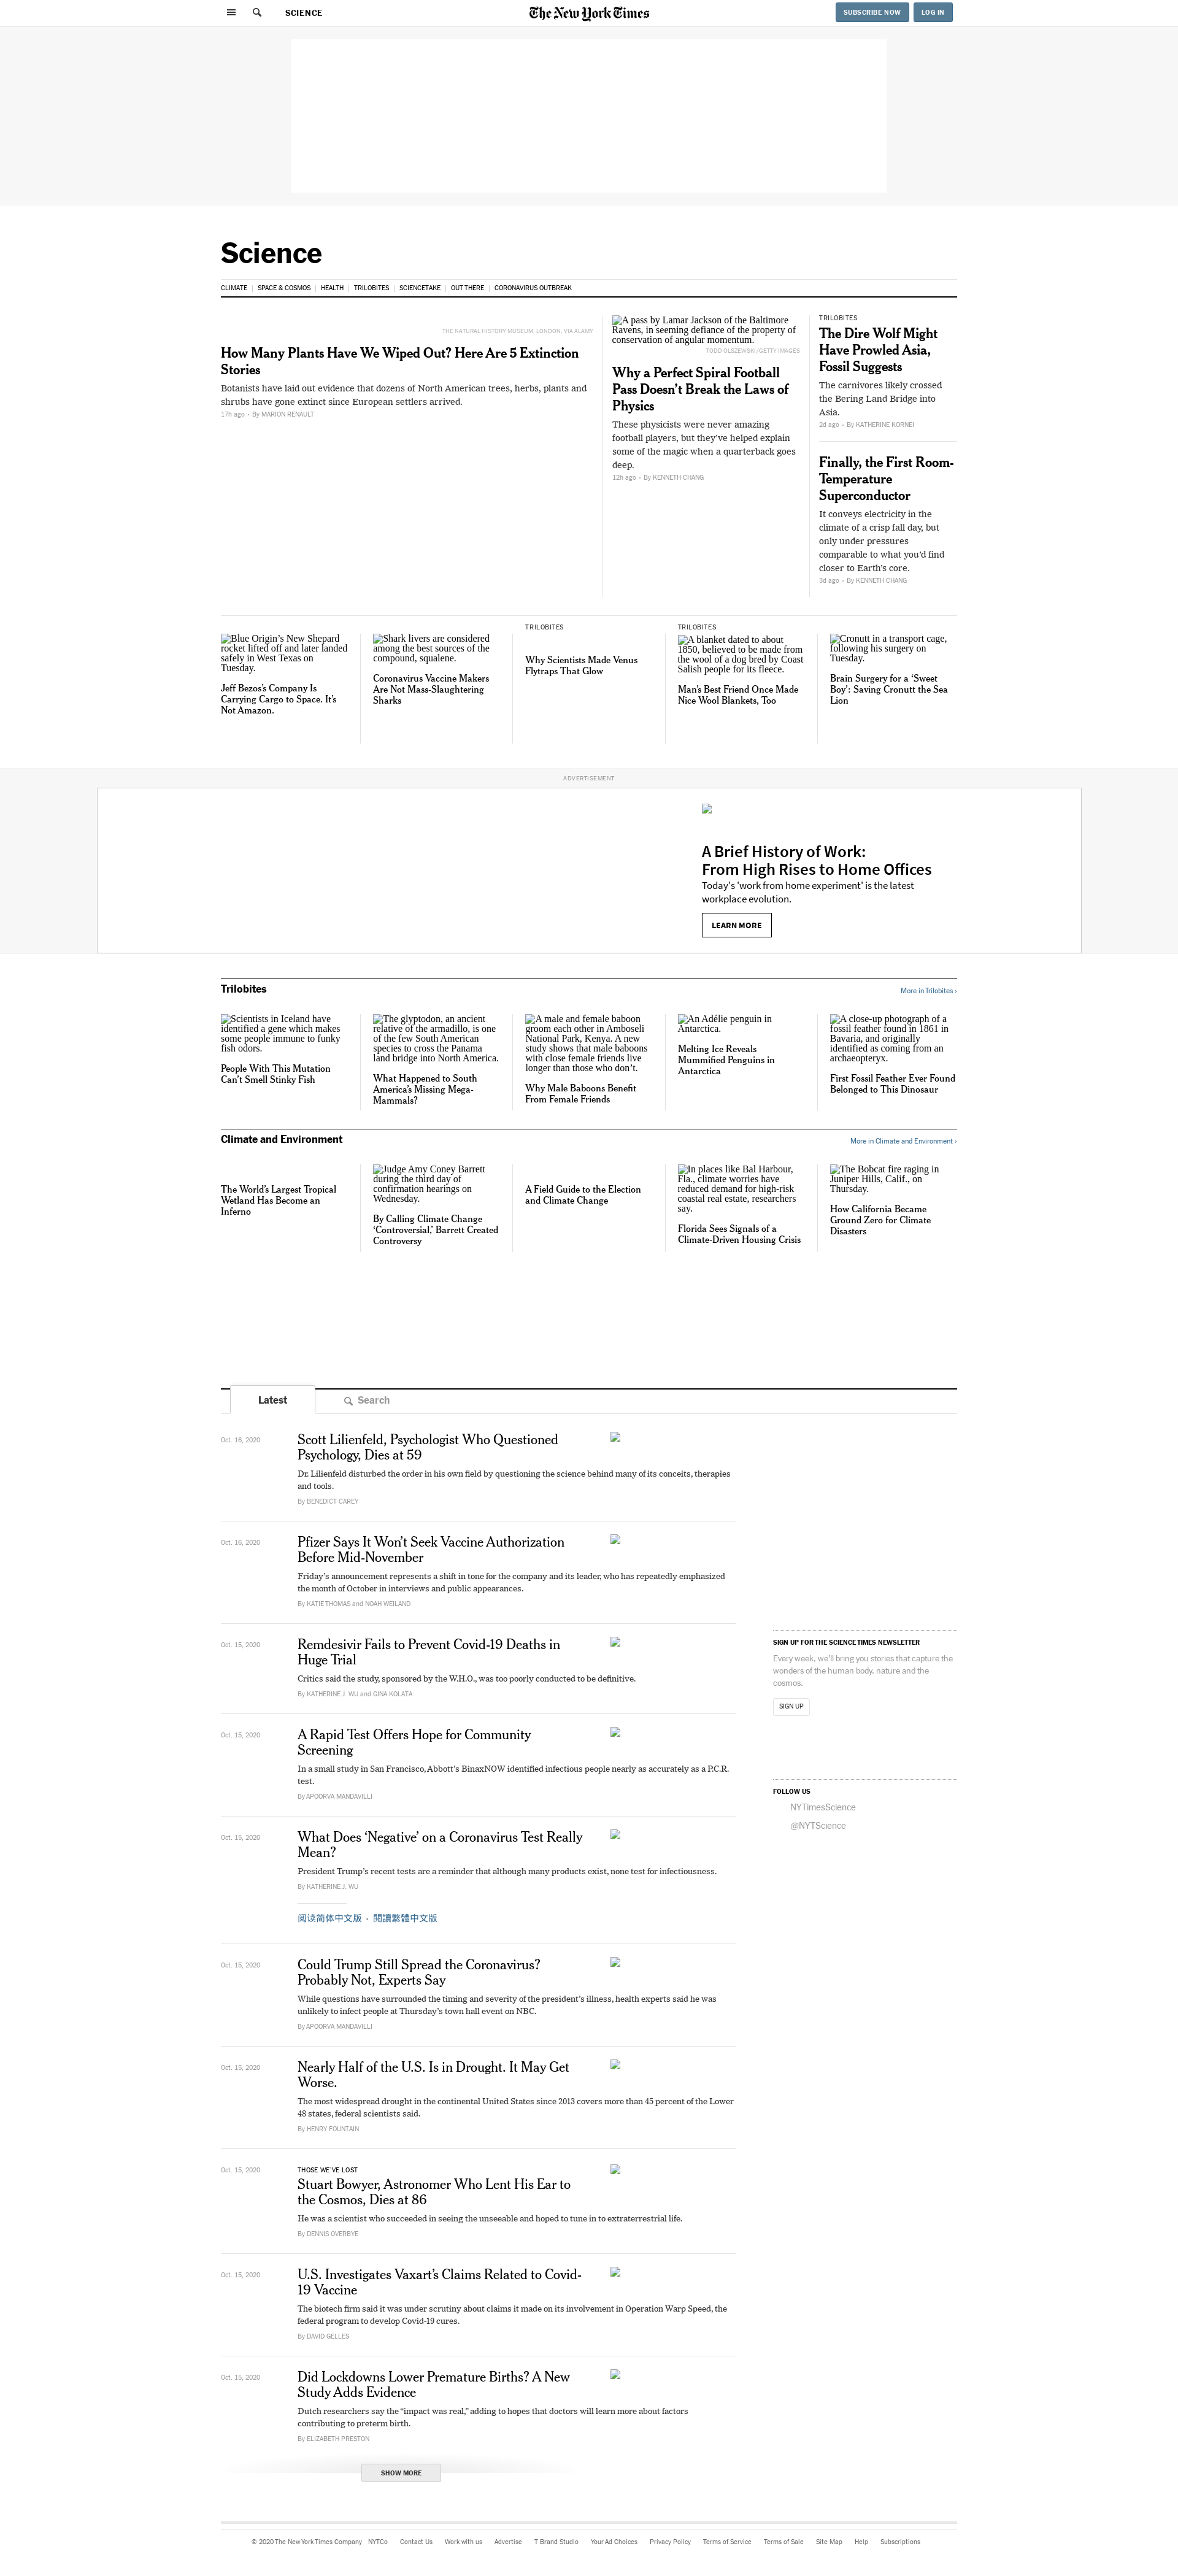 SCIENCE
The New York Times
SUBSCRIBE NOW
LOG IN
Science
CLIMATE
SPACE & COSMOS
HEALTH
TRILOBITES
SCIENCETAKE
OUT THERE
CORONAVIRUS OUTBREAK
THE NATURAL HISTORY MUSEUM, LONDON, VIA ALAMY
How Many Plants Have We Wiped Out? Here Are 5 Extinction
Stories
Botanists have laid out evidence that dozens of North American trees, herbs, plants and
shrubs have gone extinct since European settlers arrived.
17h ago • By MARION RENAULT
A pass by Lamar Jackson of the Baltimore
Ravens, in seeming defiance of the property of
conservation of angular momentum.
TODD OLSZEWSKI/GETTY IMAGES
Why a Perfect Spiral Football
Pass Doesn’t Break the Laws of
Physics
These physicists were never amazing
football players, but they’ve helped explain
some of the magic when a quarterback goes
deep.
12h ago • By KENNETH CHANG
TRILOBITES
The Dire Wolf Might
Have Prowled Asia,
Fossil Suggests
The carnivores likely crossed
the Bering Land Bridge into
Asia.
2d ago • By KATHERINE KORNEI
Finally, the First Room-
Temperature
Superconductor
It conveys electricity in the
climate of a crisp fall day, but
only under pressures
comparable to what you’d find
closer to Earth’s core.
3d ago • By KENNETH CHANG
Blue Origin’s New Shepard
rocket lifted off and later landed
safely in West Texas on
Tuesday.
Jeff Bezos’s Company Is
Carrying Cargo to Space. It’s
Not Amazon.
Shark livers are considered
among the best sources of the
compound, squalene.
Coronavirus Vaccine Makers
Are Not Mass-Slaughtering
Sharks
TRILOBITES
Why Scientists Made Venus
Flytraps That Glow
TRILOBITES
A blanket dated to about
1850, believed to be made from
the wool of a dog bred by Coast
Salish people for its fleece.
Man’s Best Friend Once Made
Nice Wool Blankets, Too
Cronutt in a transport cage,
following his surgery on
Tuesday.
Brain Surgery for a ‘Sweet
Boy’: Saving Cronutt the Sea
Lion
ADVERTISEMENT
A Brief History of Work:
From High Rises to Home Offices
Today's 'work from home experiment' is the latest
workplace evolution.
LEARN MORE
Trilobites
More in Trilobites ›
Scientists in Iceland have
identified a gene which makes
some people immune to funky
fish odors.
People With This Mutation
Can’t Smell Stinky Fish
The glyptodon, an ancient
relative of the armadillo, is one
of the few South American
species to cross the Panama
land bridge into North America.
What Happened to South
America’s Missing Mega-
Mammals?
A male and female baboon
groom each other in Amboseli
National Park, Kenya. A new
study shows that male baboons
with close female friends live
longer than those who don’t.
Why Male Baboons Benefit
From Female Friends
An Adélie penguin in
Antarctica.
Melting Ice Reveals
Mummified Penguins in
Antarctica
A close-up photograph of a
fossil feather found in 1861 in
Bavaria, and originally
identified as coming from an
archaeopteryx.
First Fossil Feather Ever Found
Belonged to This Dinosaur
Climate and Environment
More in Climate and Environment ›
The World’s Largest Tropical
Wetland Has Become an
Inferno
Judge Amy Coney Barrett
during the third day of
confirmation hearings on
Wednesday.
By Calling Climate Change
‘Controversial,’ Barrett Created
Controversy
A Field Guide to the Election
and Climate Change
In places like Bal Harbour,
Fla., climate worries have
reduced demand for high-risk
coastal real estate, researchers
say.
Florida Sees Signals of a
Climate-Driven Housing Crisis
The Bobcat fire raging in
Juniper Hills, Calif., on
Thursday.
How California Became
Ground Zero for Climate
Disasters
Latest
Search
Oct. 16, 2020
Scott Lilienfeld, Psychologist Who Questioned
Psychology, Dies at 59
Dr. Lilienfeld disturbed the order in his own field by questioning the science behind many of its conceits, therapies
and tools.
By BENEDICT CAREY
Oct. 16, 2020
Pfizer Says It Won’t Seek Vaccine Authorization
Before Mid-November
Friday’s announcement represents a shift in tone for the company and its leader, who has repeatedly emphasized
the month of October in interviews and public appearances.
By KATIE THOMAS and NOAH WEILAND
Oct. 15, 2020
Remdesivir Fails to Prevent Covid-19 Deaths in
Huge Trial
Critics said the study, sponsored by the W.H.O., was too poorly conducted to be definitive.
By KATHERINE J. WU and GINA KOLATA
Oct. 15, 2020
A Rapid Test Offers Hope for Community
Screening
In a small study in San Francisco, Abbott’s BinaxNOW identified infectious people nearly as accurately as a P.C.R.
test.
By APOORVA MANDAVILLI
Oct. 15, 2020
What Does ‘Negative’ on a Coronavirus Test Really
Mean?
President Trump’s recent tests are a reminder that although many products exist, none test for infectiousness.
By KATHERINE J. WU
阅读简体中文版 • 閱讀繁體中文版
Oct. 15, 2020
Could Trump Still Spread the Coronavirus?
Probably Not, Experts Say
While questions have surrounded the timing and severity of the president’s illness, health experts said he was
unlikely to infect people at Thursday’s town hall event on NBC.
By APOORVA MANDAVILLI
Oct. 15, 2020
Nearly Half of the U.S. Is in Drought. It May Get
Worse.
The most widespread drought in the continental United States since 2013 covers more than 45 percent of the Lower
48 states, federal scientists said.
By HENRY FOUNTAIN
Oct. 15, 2020
THOSE WE’VE LOST
Stuart Bowyer, Astronomer Who Lent His Ear to
the Cosmos, Dies at 86
He was a scientist who succeeded in seeing the unseeable and hoped to tune in to extraterrestrial life.
By DENNIS OVERBYE
Oct. 15, 2020
U.S. Investigates Vaxart’s Claims Related to Covid-
19 Vaccine
The biotech firm said it was under scrutiny about claims it made on its involvement in Operation Warp Speed, the
federal program to develop Covid-19 cures.
By DAVID GELLES
Oct. 15, 2020
Did Lockdowns Lower Premature Births? A New
Study Adds Evidence
Dutch researchers say the “impact was real,” adding to hopes that doctors will learn more about factors
contributing to preterm birth.
By ELIZABETH PRESTON
SHOW MORE
SIGN UP FOR THE SCIENCE TIMES NEWSLETTER
Every week, we'll bring you stories that capture the
wonders of the human body, nature and the
cosmos.
SIGN UP
FOLLOW US
NYTimesScience
@NYTScience
© 2020 The New York Times Company
NYTCo
Contact Us
Work with us
Advertise
T Brand Studio
Your Ad Choices
Privacy Policy
Terms of Service
Terms of Sale
Site Map
Help
Subscriptions